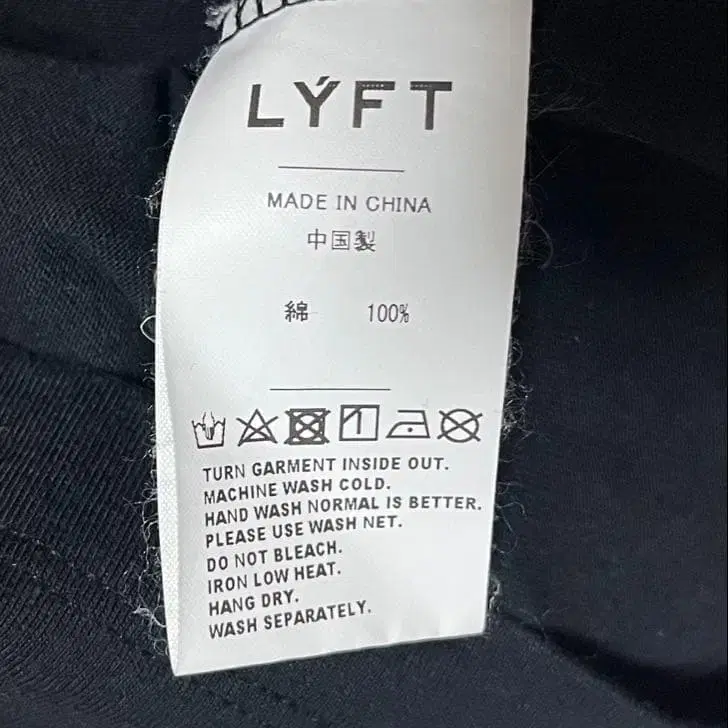 LÝFT
MADE IN CHINA
中国製
綿 100%
TURN GARMENT INSIDE OUT.
MACHINE WASH COLD.
HAND WASH NORMAL IS BETTER.
PLEASE USE WASH NET.
DO NOT BLEACH.
IRON LOW HEAT.
HANG DRY.
WASH SEPARATELY.